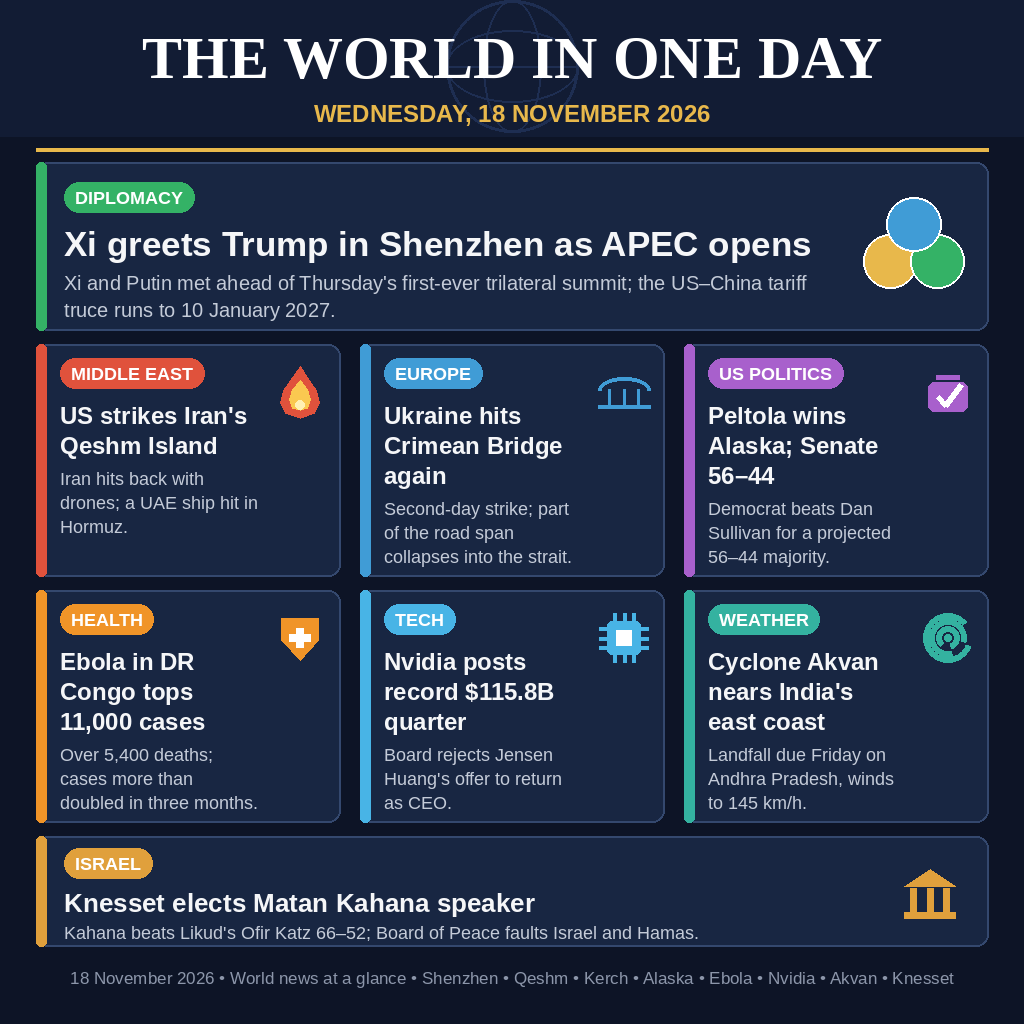 THE WORLD IN ONE DAY
WEDNESDAY, 18 NOVEMBER 2026
DIPLOMACY
Xi greets Trump in Shenzhen as APEC opens
Xi and Putin met ahead of Thursday's first-ever trilateral summit; the US–China tariff
truce runs to 10 January 2027.
MIDDLE EAST
US strikes Iran's
Qeshm Island
Iran hits back with
drones; a UAE ship hit in
Hormuz.
EUROPE
Ukraine hits
Crimean Bridge
again
Second-day strike; part
of the road span
collapses into the strait.
US POLITICS
Peltola wins
Alaska; Senate
56–44
Democrat beats Dan
Sullivan for a projected
56–44 majority.
HEALTH
Ebola in DR
Congo tops
11,000 cases
Over 5,400 deaths;
cases more than
doubled in three months.
TECH
Nvidia posts
record $115.8B
quarter
Board rejects Jensen
Huang's offer to return
as CEO.
WEATHER
Cyclone Akvan
nears India's
east coast
Landfall due Friday on
Andhra Pradesh, winds
to 145 km/h.
ISRAEL
Knesset elects Matan Kahana speaker
Kahana beats Likud's Ofir Katz 66–52; Board of Peace faults Israel and Hamas.
18 November 2026 • World news at a glance • Shenzhen • Qeshm • Kerch • Alaska • Ebola • Nvidia • Akvan • Knesset